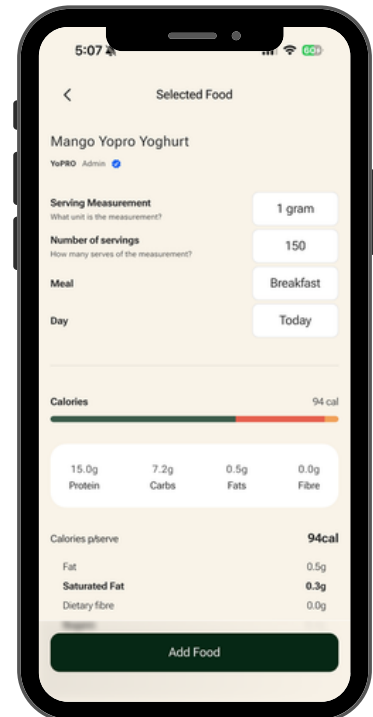 5:07
60
Selected Food
Mango Yopro Yoghurt
YoPRO Admin
Serving Measurement
What unit is the measurement?
1 gram
Number of servings
How many serves of the measurement?
150
Meal
Breakfast
Day
Today
Calories 94 cal
15.0g 7.2g 0.5g 0.0g
Protein Carbs Fats Fibre
Calories p/serve 94cal
Fat 0.5g
Saturated Fat 0.3g
Dietary fibre 0.0g
Add Food